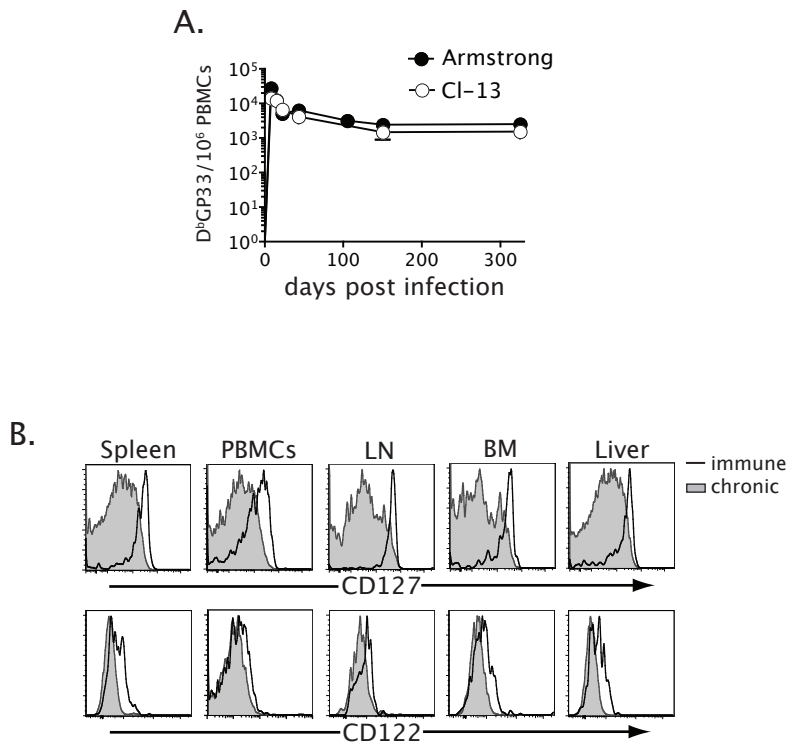 A.
Armstrong
Cl-13
DᵇGP33/10⁶ PBMCs
10⁵
10⁴
10³
10²
10¹
10⁰
0 100 200 300
days post infection
B.
Spleen PBMCs LN BM Liver
immune
chronic
CD127
CD122